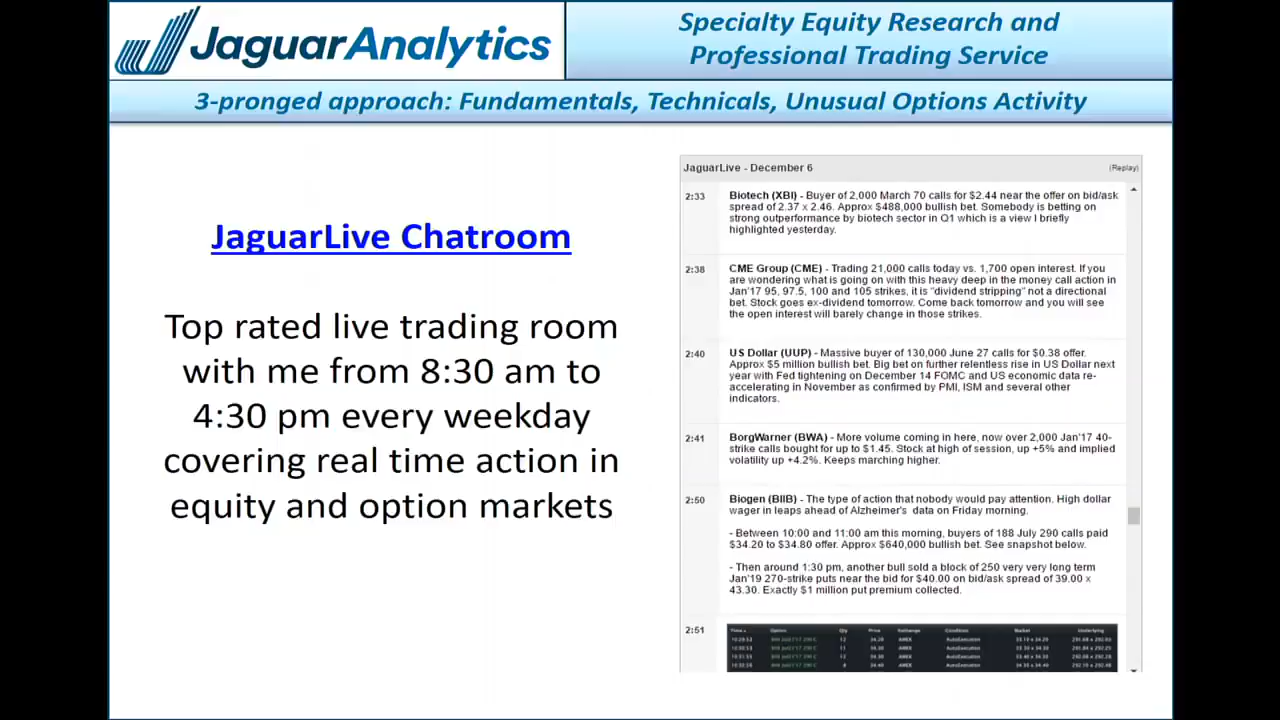 JaguarAnalytics
Specialty Equity Research and
Professional Trading Service
3-pronged approach: Fundamentals, Technicals, Unusual Options Activity
JaguarLive Chatroom
Top rated live trading room
with me from 8:30 am to
4:30 pm every weekday
covering real time action in
equity and option markets
JaguarLive - December 6 (Replay)
2:33 Biotech (XBI) - Buyer of 2,000 March 70 calls for $2.44 near the offer on bid/ask
spread of 2.37 x 2.46. Approx $488,000 bullish bet. Somebody is betting on
strong outperformance by biotech sector in Q1 which is a view I briefly
highlighted yesterday.
2:38 CME Group (CME) - Trading 21,000 calls today vs. 1,700 open interest. If you
are wondering what is going on with this heavy deep in the money call action in
Jan'17 95, 97.5, 100 and 105 strikes, it is "dividend stripping" not a directional
bet. Stock goes ex-dividend tomorrow. Come back tomorrow and you will see
the open interest will barely change in those strikes.
2:40 US Dollar (UUP) - Massive buyer of 130,000 June 27 calls for $0.38 offer.
Approx $5 million bullish bet. Big bet on further relentless rise in US Dollar next
year with Fed tightening on December 14 FOMC and US economic data re-
accelerating in November as confirmed by PMI, ISM and several other
indicators.
2:41 BorgWarner (BWA) - More volume coming in here, now over 2,000 Jan'17 40-
strike calls bought for up to $1.45. Stock at high of session, up +5% and implied
volatility up +4.2%. Keeps marching higher.
2:50 Biogen (BIIB) - The type of action that nobody would pay attention. High dollar
wager in leaps ahead of Alzheimer's data on Friday morning.
- Between 10:00 and 11:00 am this morning, buyers of 188 July 290 calls paid
$34.20 to $34.80 offer. Approx $640,000 bullish bet. See snapshot below.
- Then around 1:30 pm, another bull sold a block of 250 very very long term
Jan'19 270-strike puts near the bid for $40.00 on bid/ask spread of 39.00 x
43.30. Exactly $1 million put premium collected.
2:51 Time Option Qty Price Exchange Condition Market Underlying